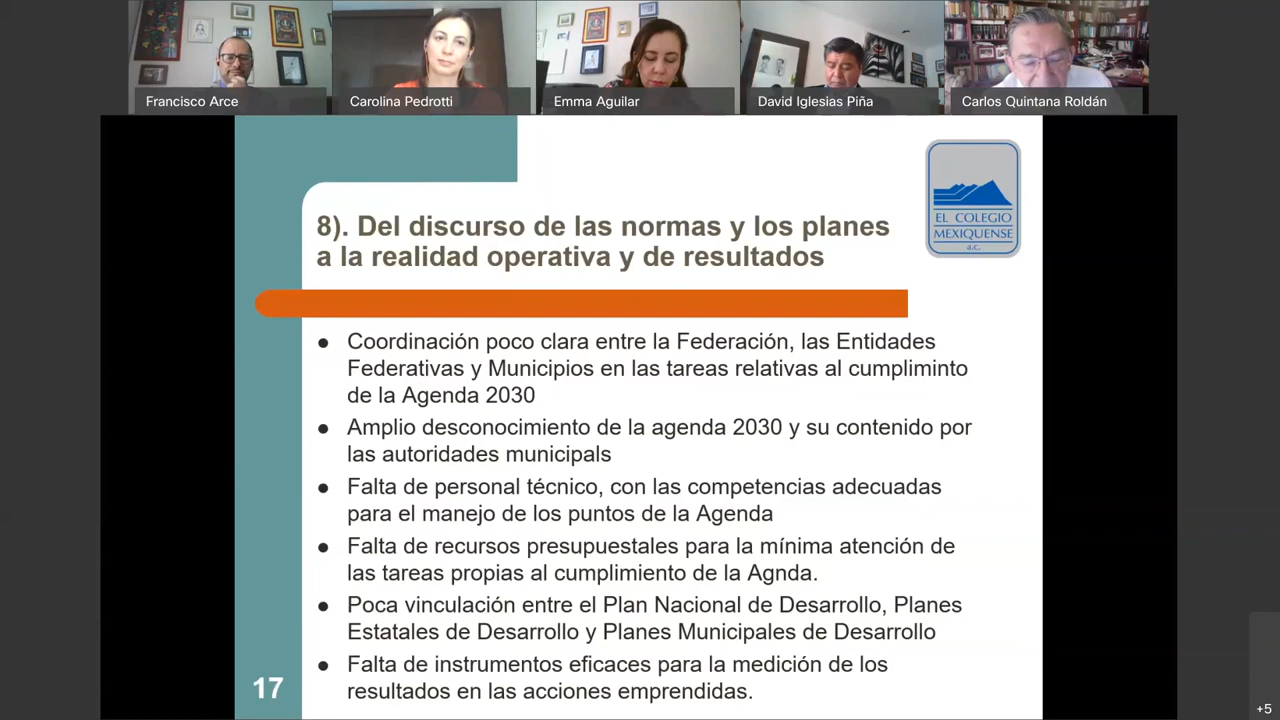 Francisco Arce
Carolina Pedrotti
Emma Aguilar
David Iglesias Piña
Carlos Quintana Roldán
EL COLEGIO
MEXIQUENSE
a.c.
8). Del discurso de las normas y los planes
a la realidad operativa y de resultados
● Coordinación poco clara entre la Federación, las Entidades
Federativas y Municipios en las tareas relativas al cumpliminto
de la Agenda 2030
● Amplio desconocimiento de la agenda 2030 y su contenido por
las autoridades municipals
● Falta de personal técnico, con las competencias adecuadas
para el manejo de los puntos de la Agenda
● Falta de recursos presupuestales para la mínima atención de
las tareas propias al cumplimiento de la Agnda.
● Poca vinculación entre el Plan Nacional de Desarrollo, Planes
Estatales de Desarrollo y Planes Municipales de Desarrollo
● Falta de instrumentos eficaces para la medición de los
resultados en las acciones emprendidas.
17
+5